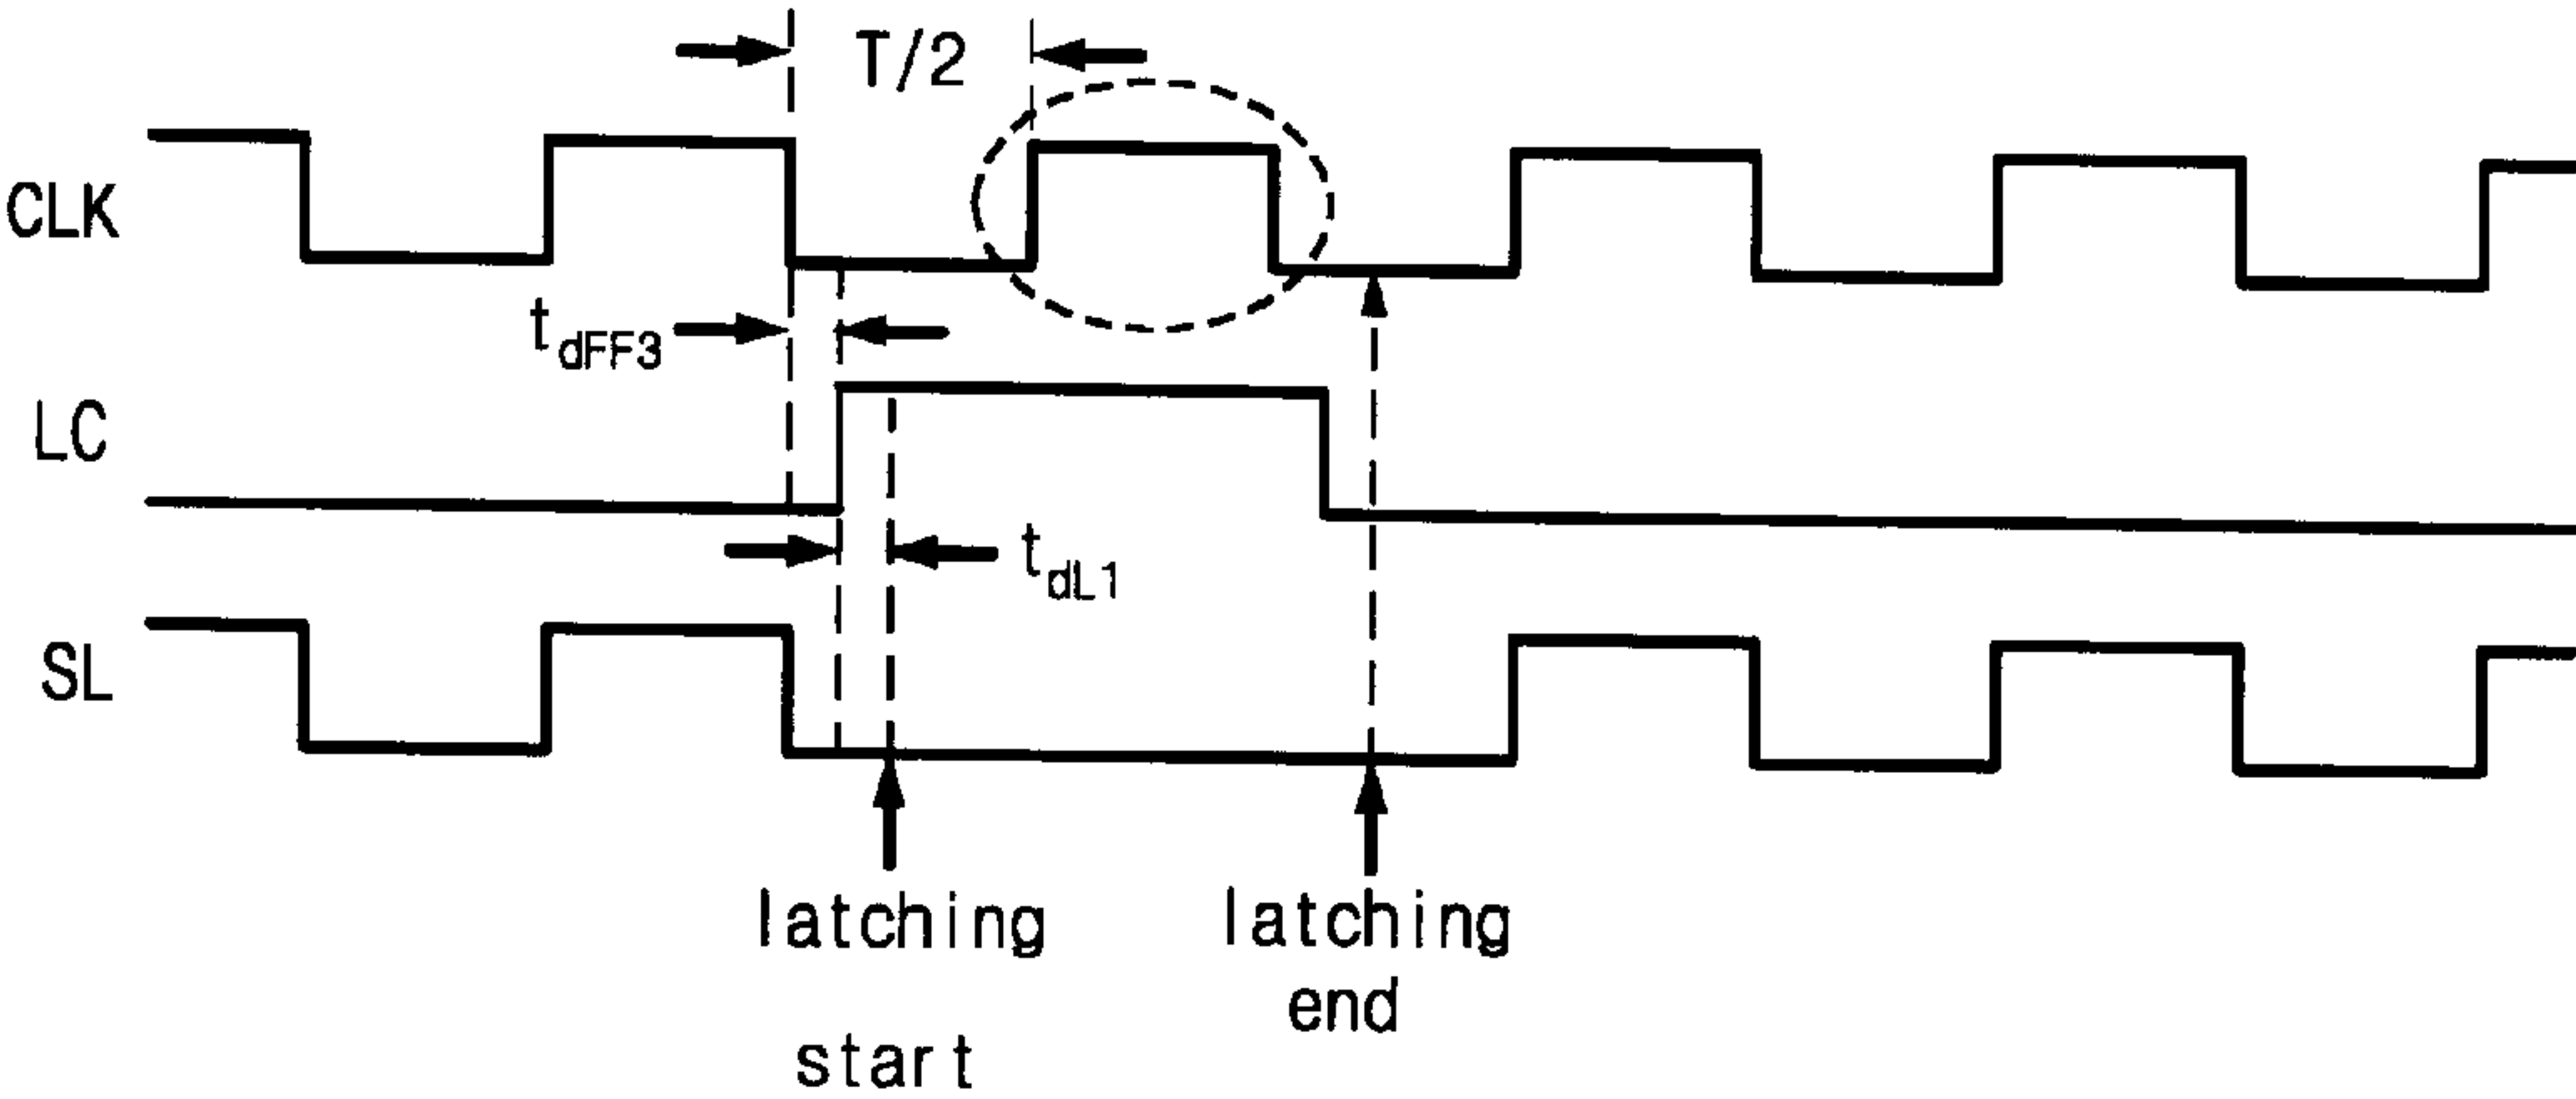 T/2
CLK
tdFF3
LC
tdL1
SL
latching
start
latching
end